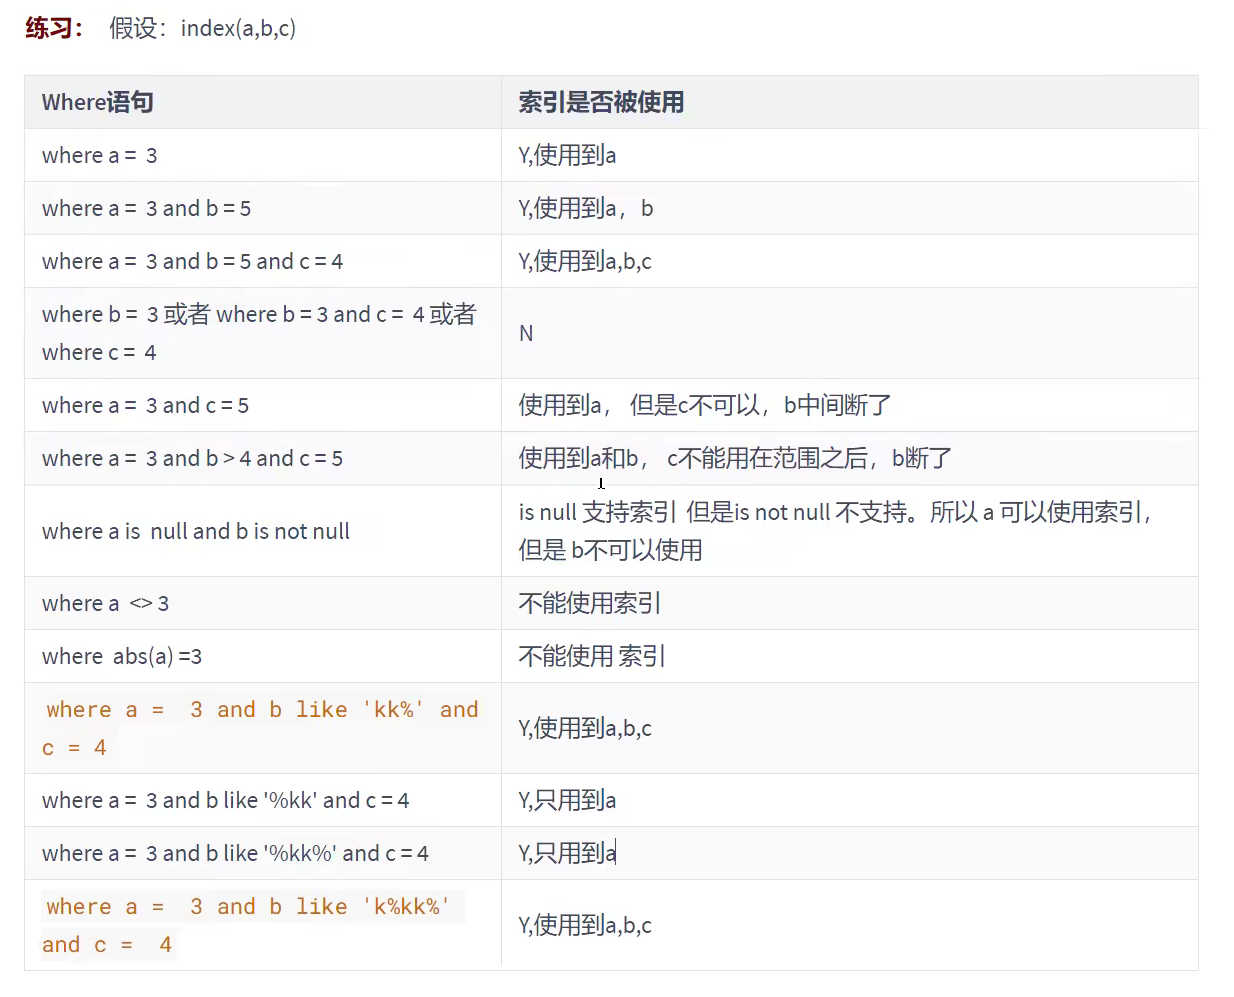 练习： 假设：index(a,b,c)
Where语句 索引是否被使用
where a = 3 Y,使用到a
where a = 3 and b = 5 Y,使用到a，b
where a = 3 and b = 5 and c = 4 Y,使用到a,b,c
where b = 3 或者 where b = 3 and c = 4 或者
where c = 4
N
where a = 3 and c = 5 使用到a， 但是c不可以，b中间断了
where a = 3 and b > 4 and c = 5 使用到a和b， c不能用在范围之后，b断了
where a is null and b is not null
is null 支持索引 但是is not null 不支持。所以 a 可以使用索引，
但是 b不可以使用
where a <> 3 不能使用索引
where abs(a) =3 不能使用 索引
where a = 3 and b like 'kk%' and
c = 4
Y,使用到a,b,c
where a = 3 and b like '%kk' and c = 4 Y,只用到a
where a = 3 and b like '%kk%' and c = 4 Y,只用到a
where a = 3 and b like 'k%kk%'
and c = 4
Y,使用到a,b,c